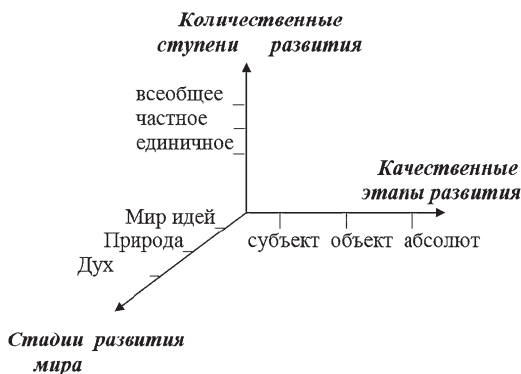 Количественные
ступени развития
всеобщее
частное
единичное
Качественные
этапы развития
Мир идей
Природа
Дух
субъект объект абсолют
Стадии развития
мира